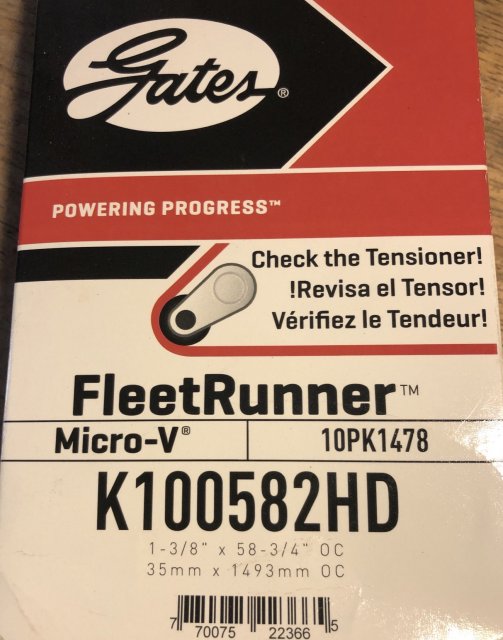 Gates®
POWERING PROGRESS™
Check the Tensioner!
!Revisa el Tensor!
Vérifiez le Tendeur!
FleetRunner™
Micro-V® 10PK1478
K100582HD
1-3/8" x 58-3/4" OC
35mm x 1493mm OC
7 70075 22366 5